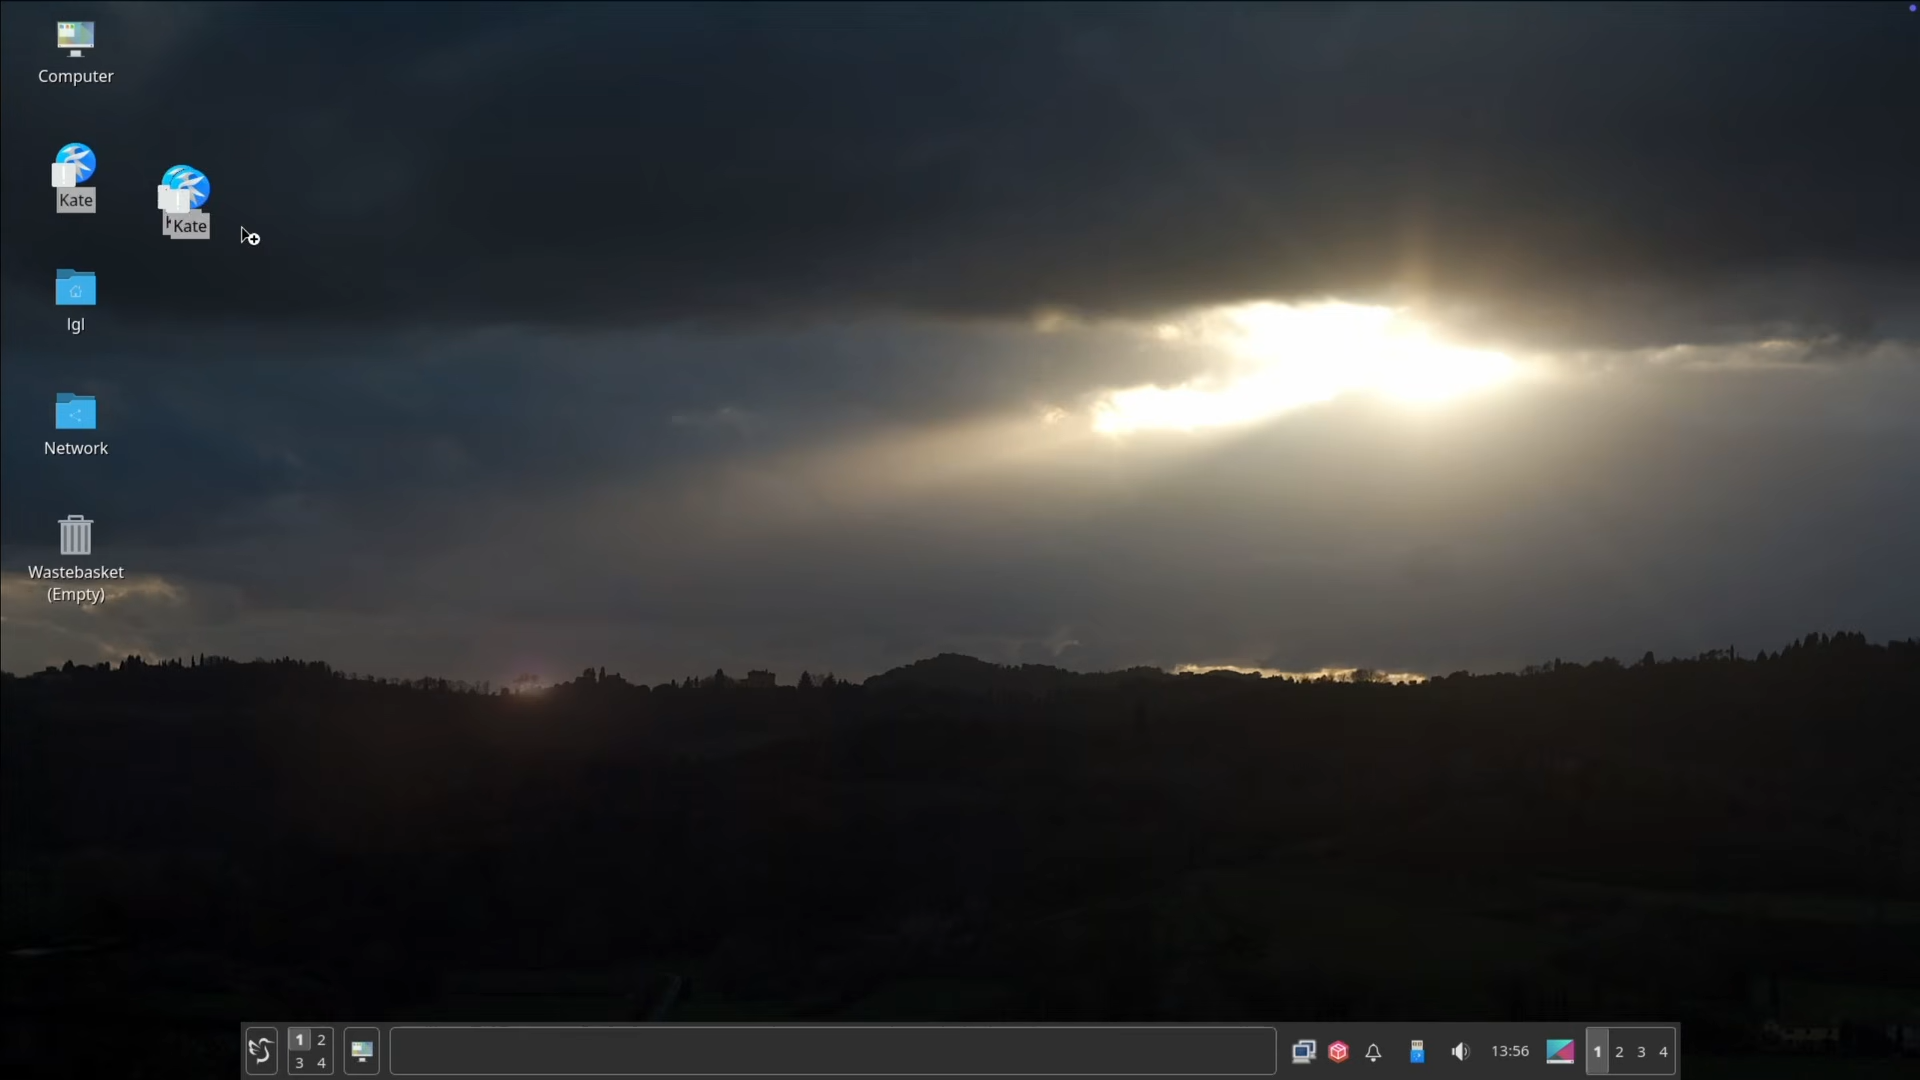 Computer
Kate
Kate
lgl
Network
Wastebasket
(Empty)
1 2
3 4
13:56
1 2 3 4